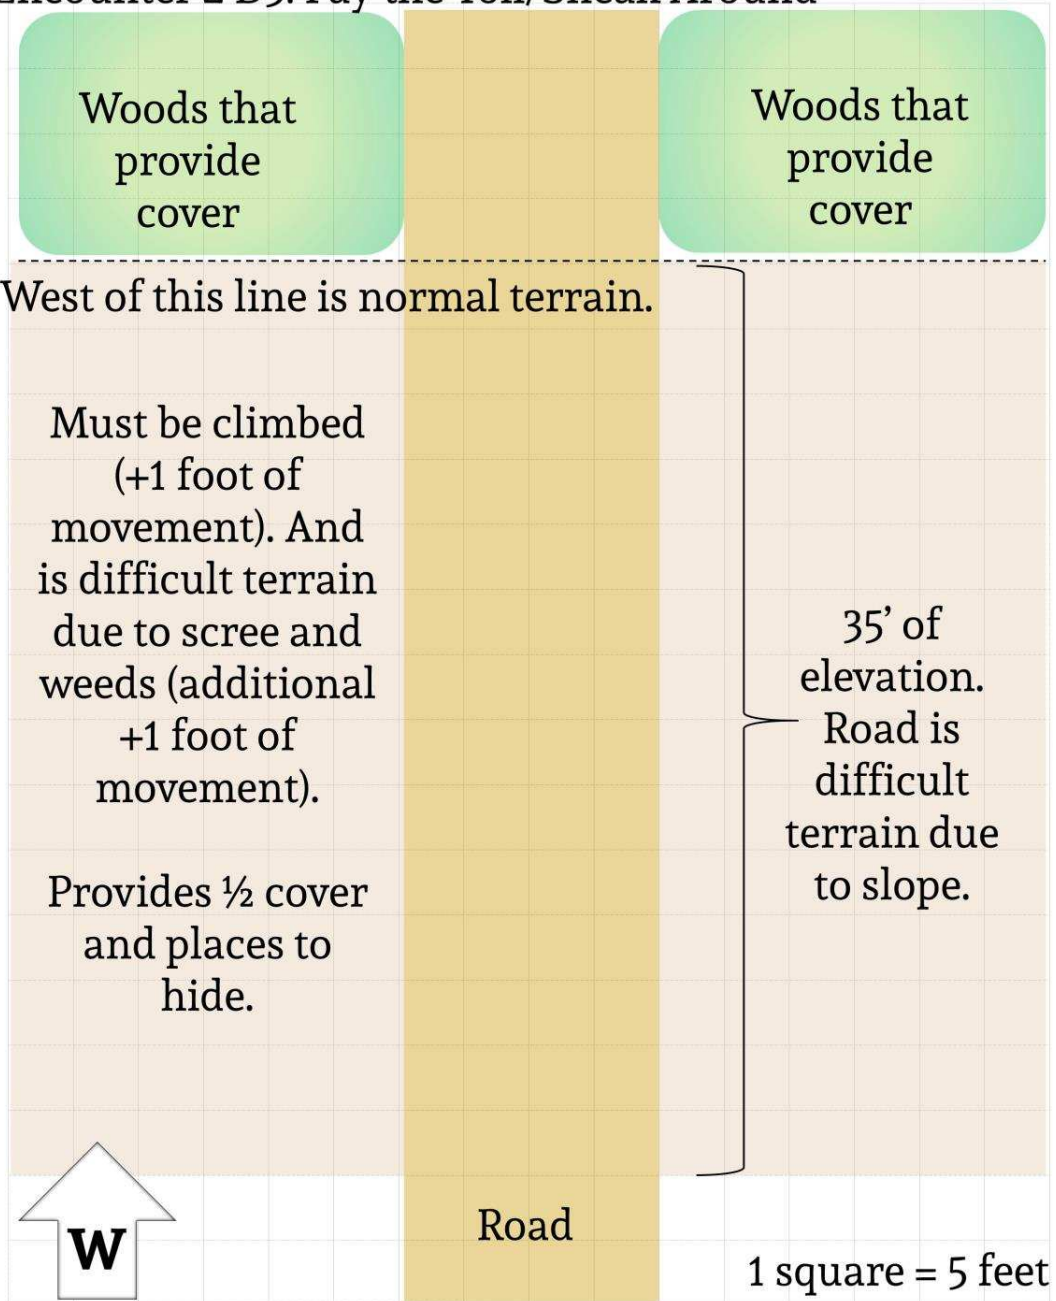 Woods that
provide
cover
Woods that
provide
cover
West of this line is normal terrain.
Must be climbed
(+1 foot of
movement). And
is difficult terrain
due to scree and
weeds (additional
+1 foot of
movement).
Provides ½ cover
and places to
hide.
35’ of
elevation.
Road is
difficult
terrain due
to slope.
W
Road
1 square = 5 feet